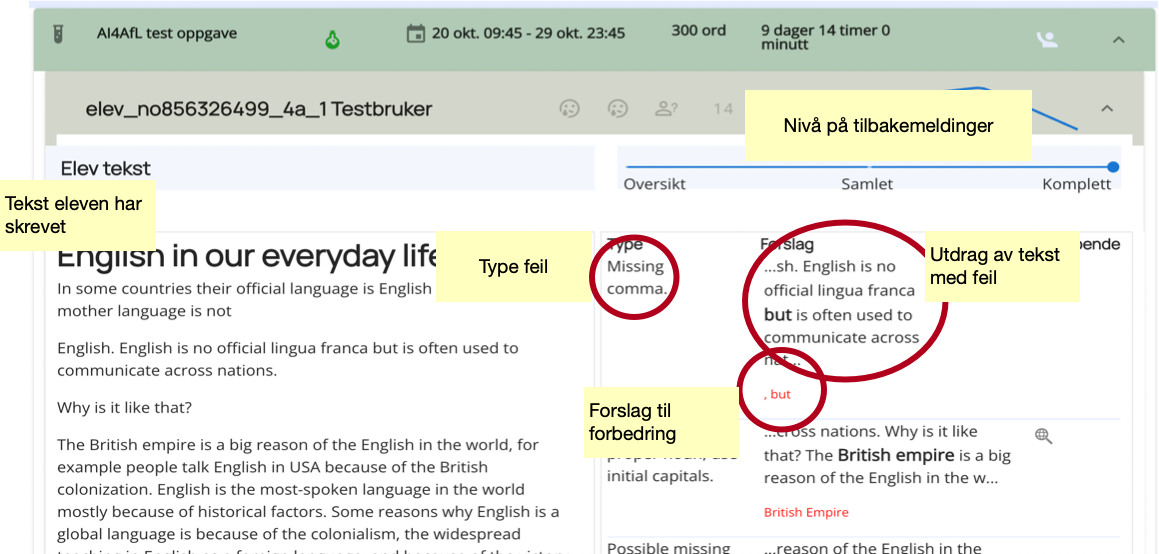 AI4AfL test oppgave
20 okt. 09:45 - 29 okt. 23:45
300 ord
9 dager 14 timer 0
minutt
elev_no856326499_4a_1 Testbruker
14
Nivå på tilbakemeldinger
Elev tekst
Oversikt
Samlet
Komplett
Tekst eleven har
skrevet
English in our everyday life
In some countries their official language is English
mother language is not
English. English is no official lingua franca but is often used to
communicate across nations.
Why is it like that?
The British empire is a big reason of the English in the world, for
example people talk English in USA because of the British
colonization. English is the most-spoken language in the world
mostly because of historical factors. Some reasons why English is a
global language is because of the colonialism, the widespread
Type feil
Type
Missing
comma.
Forslag
...sh. English is no
official lingua franca
but is often used to
communicate across
nat...
, but
Utdrag av tekst
med feil
Forslag til
forbedring
initial capitals.
...cross nations. Why is it like
that? The British empire is a big
reason of the English in the w...
British Empire
Possible missing
...reason of the English in the